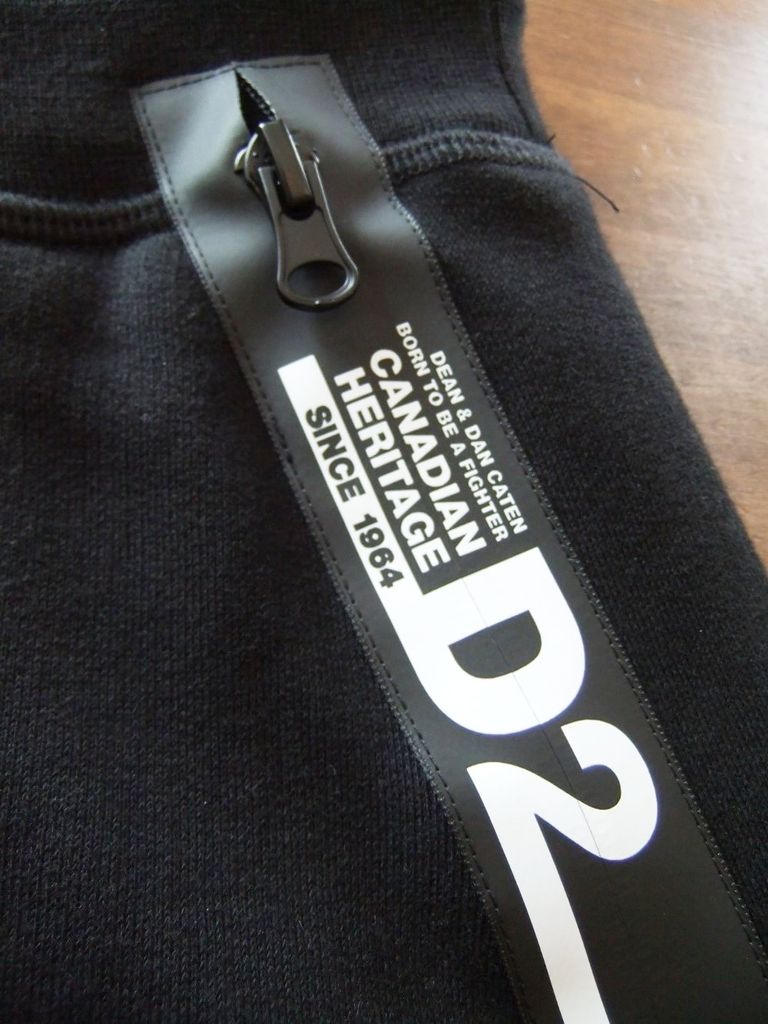 DEAN & DAN CATEN
BORN TO BE A FIGHTER
CANADIAN
HERITAGE
SINCE 1964
D2